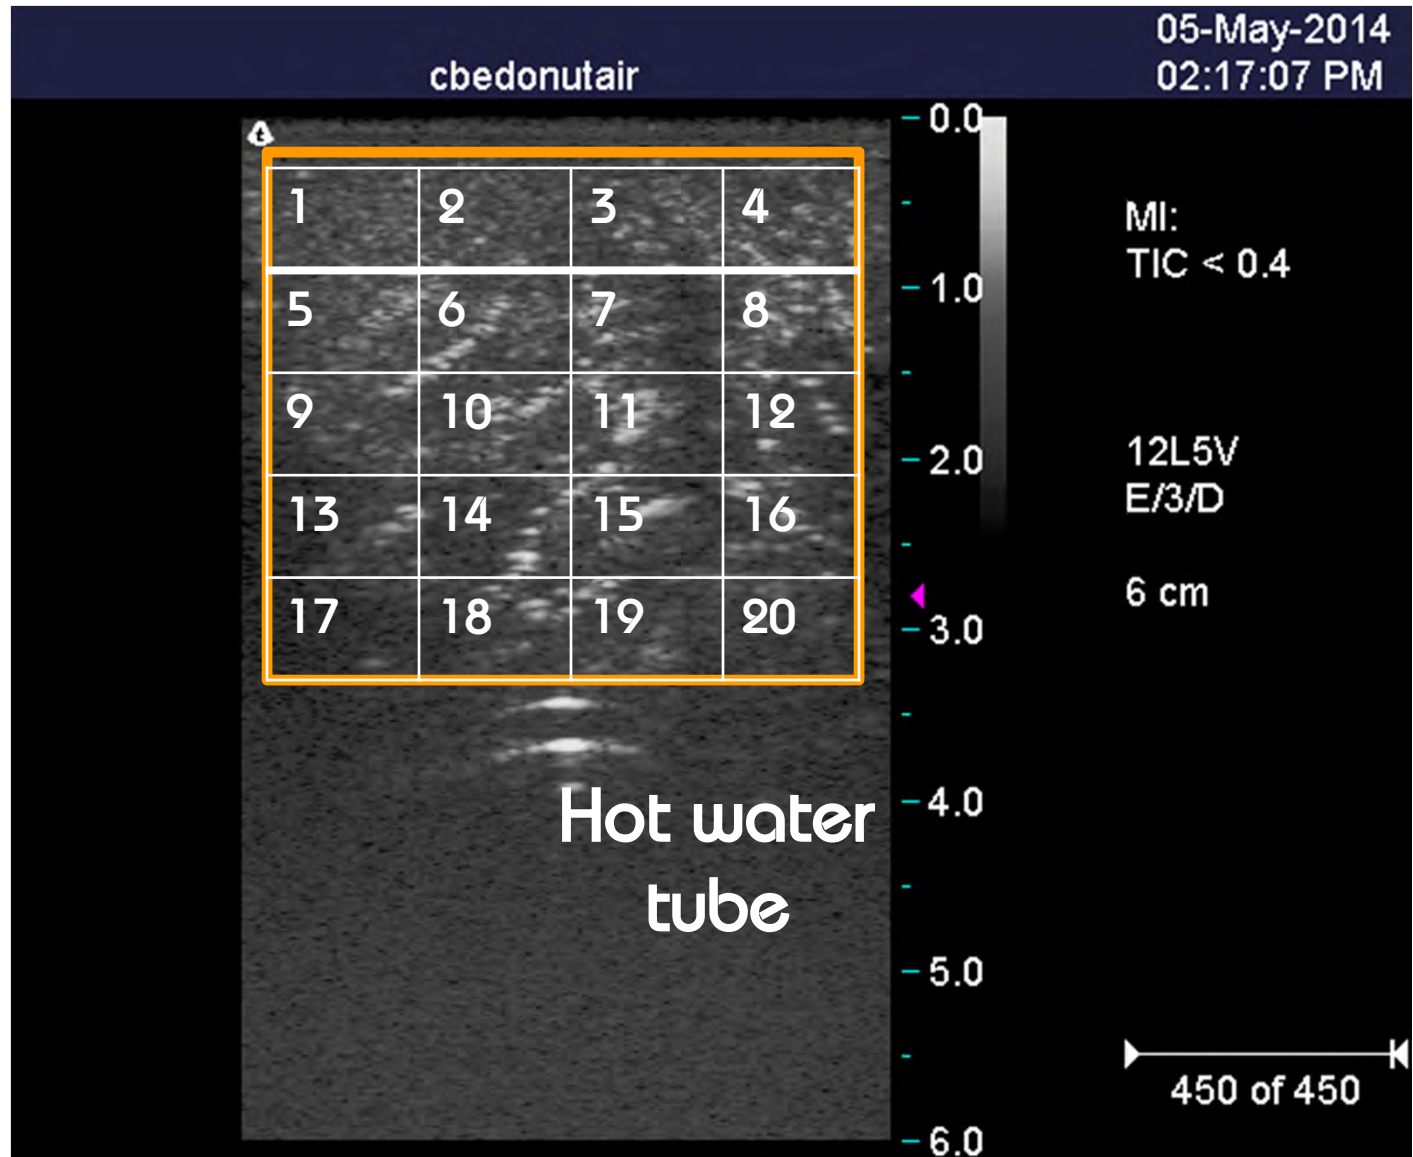 05-May-2014
cbedonutair 02:17:07 PM
t
0.0
1 2 3 4
MI:
TIC < 0.4
5 6 7 8
1.0
9 10 11 12
2.0
12L5V
E/3/D
13 14 15 16
6 cm
17 18 19 20
3.0
4.0
Hot water
tube
5.0
450 of 450
6.0